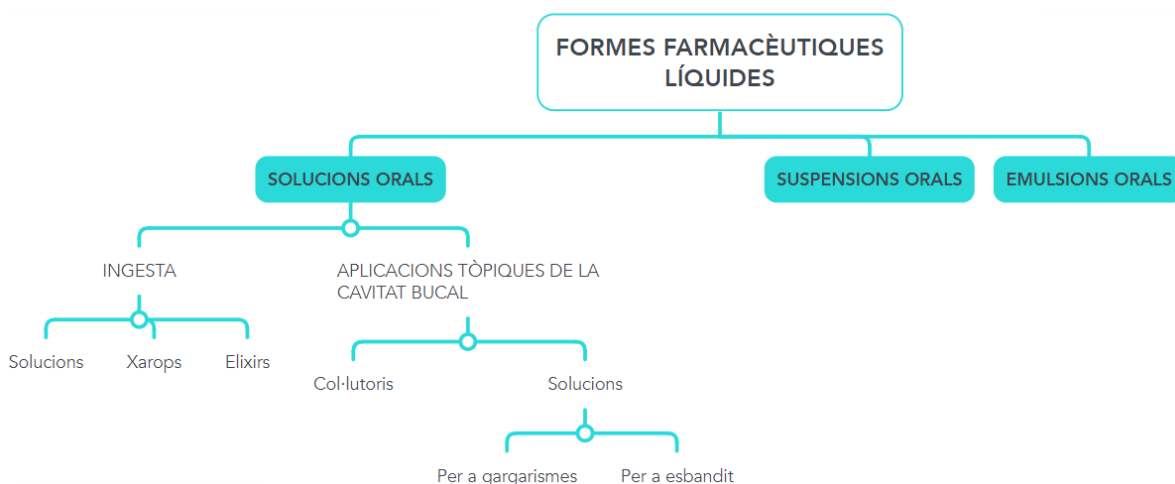 FORMES FARMACÈUTIQUES
LÍQUIDES
SOLUCIONS ORALS
SUSPENSIONS ORALS
EMULSIONS ORALS
INGESTA
APLICACIONS TÒPIQUES DE LA
CAVITAT BUCAL
Solucions
Xarops
Elixirs
Col·lutoris
Solucions
Per a gargarismes
Per a esbandit